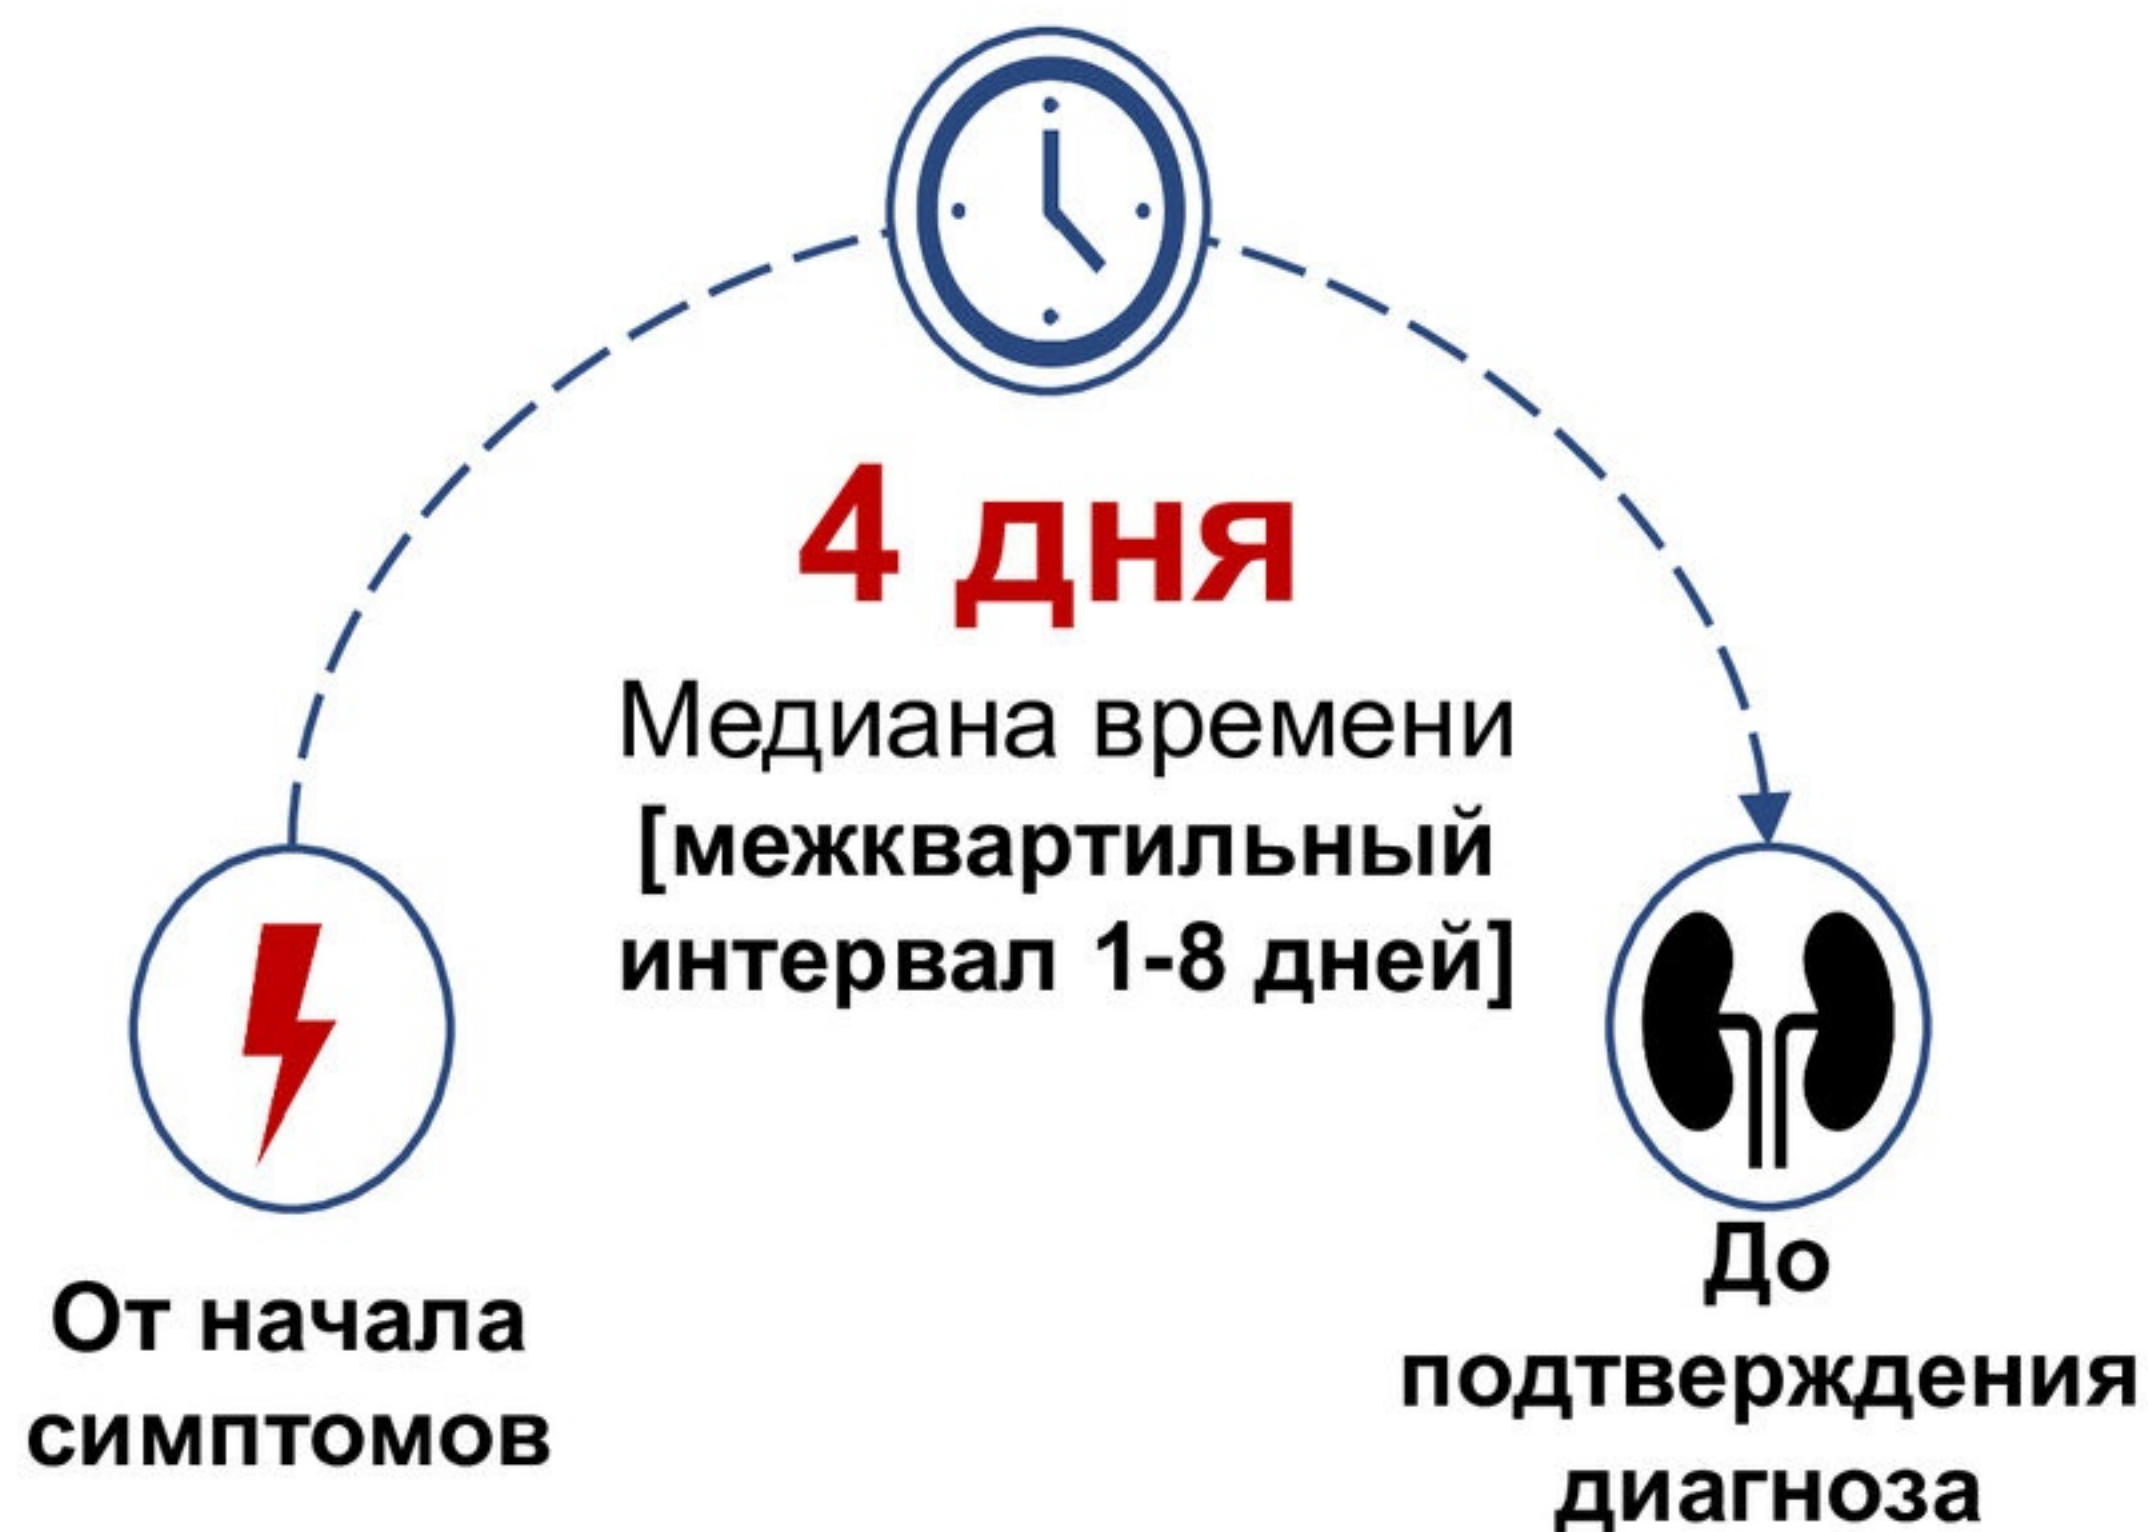 4 дня
Медиана времени
[межквартильный
интервал 1-8 дней]
От начала
симптомов
До
подтверждения
диагноза